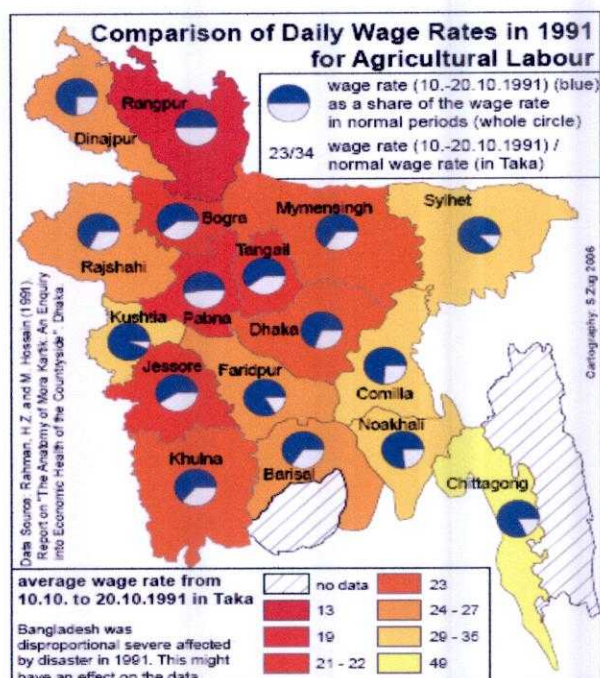 Comparison of Daily Wage Rates in 1991
for Agricultural Labour
wage rate (10.-20.10.1991) (blue)
as a share of the wage rate
in normal periods (whole circle)
23/34 wage rate (10.-20.10.1991) /
normal wage rate (in Taka)
Rangpur
Dinajpur
Bogra
Mymensingh
Sylhet
Rajshahi
Tangail
Pabna
Kushtia
Dhaka
Jessore
Faridpur
Comilla
Noakhali
Khulna
Barisal
Chittagong
Cartography: S.Zug 2006
Data Source: Rahman, H.Z. and M. Hossain (1991).
Report on "The Anatomy of Mora Kartik: An Enquiry
into Economic Health of the Countryside". Dhaka.
average wage rate from
10.10. to 20.10.1991 in Taka
Bangladesh was
disproportional severe affected
by disaster in 1991. This might
have an effect on the data
no data
13
19
21 - 22
23
24 - 27
29 - 35
49